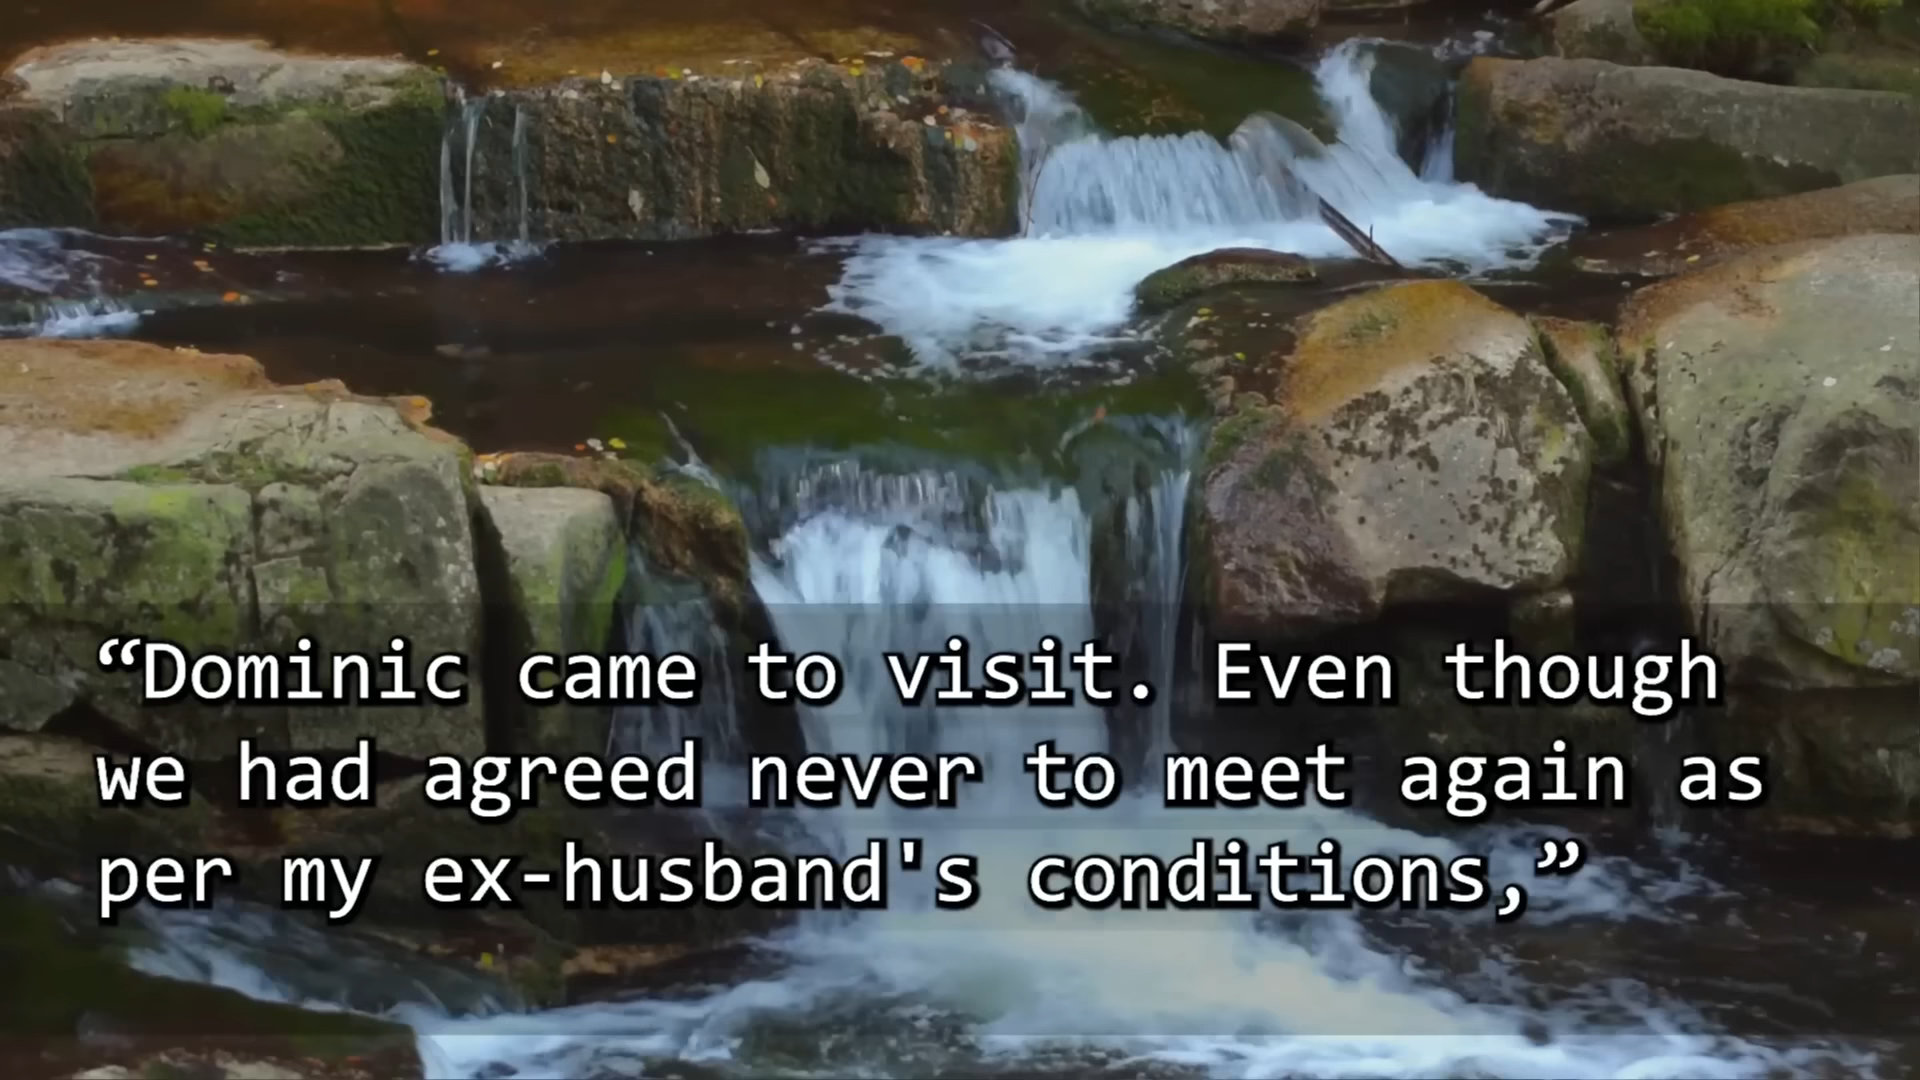 “Dominic came to visit. Even though
we had agreed never to meet again as
per my ex-husband's conditions,”